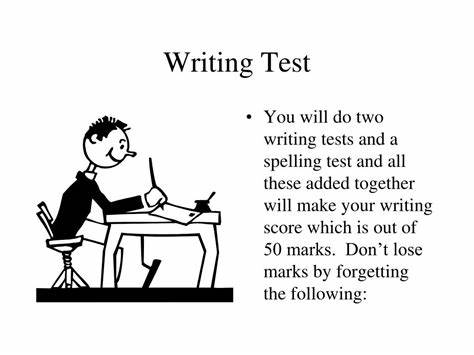 Writing Test
• You will do two
writing tests and a
spelling test and all
these added together
will make your writing
score which is out of
50 marks.  Don’t lose
marks by forgetting
the following: